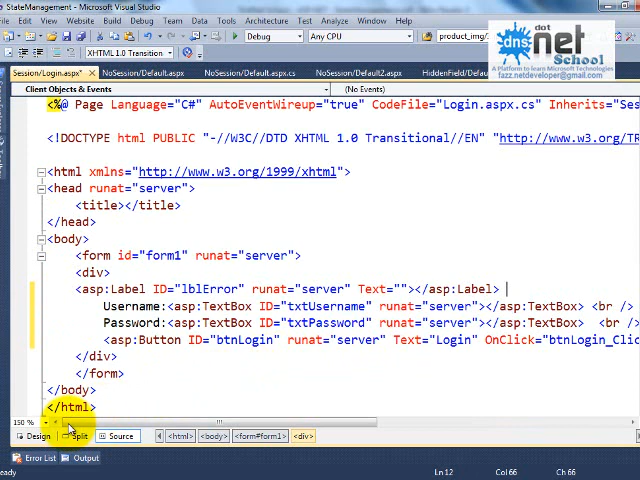 StateManagement - Microsoft Visual Studio
Edit View Website Build Debug Team Data Tools Architecture Test Analyze Window Help
Debug Any CPU product_img/
XHTML 1.0 Transition
dns dot net School
fazz.netdeveloper@gmail.com
Session/Login.aspx* NoSession/Default.aspx NoSession/Default.aspx.cs NoSession/Default2.aspx HiddenField/Default
Client Objects & Events (No Events)
<%@ Page Language="C#" AutoEventWireup="true" CodeFile="Login.aspx.cs" Inherits="Ses
<!DOCTYPE html PUBLIC "-//W3C//DTD XHTML 1.0 Transitional//EN" "http://www.w3.org/TR
<html xmlns="http://www.w3.org/1999/xhtml">
<head runat="server">
<title></title>
</head>
<body>
<form id="form1" runat="server">
<div>
<asp:Label ID="lblError" runat="server" Text=""></asp:Label>
Username:<asp:TextBox ID="txtUsername" runat="server"></asp:TextBox> <br />
Password:<asp:TextBox ID="txtPassword" runat="server"></asp:TextBox> <br /
<asp:Button ID="btnLogin" runat="server" Text="Login" OnClick="btnLogin_Clic
</div>
</form>
</body>
</html>
150 %
Design Split Source <html> <body> <form#form1> <div>
Error List Output
eady Ln 12 Col 66 Ch 66